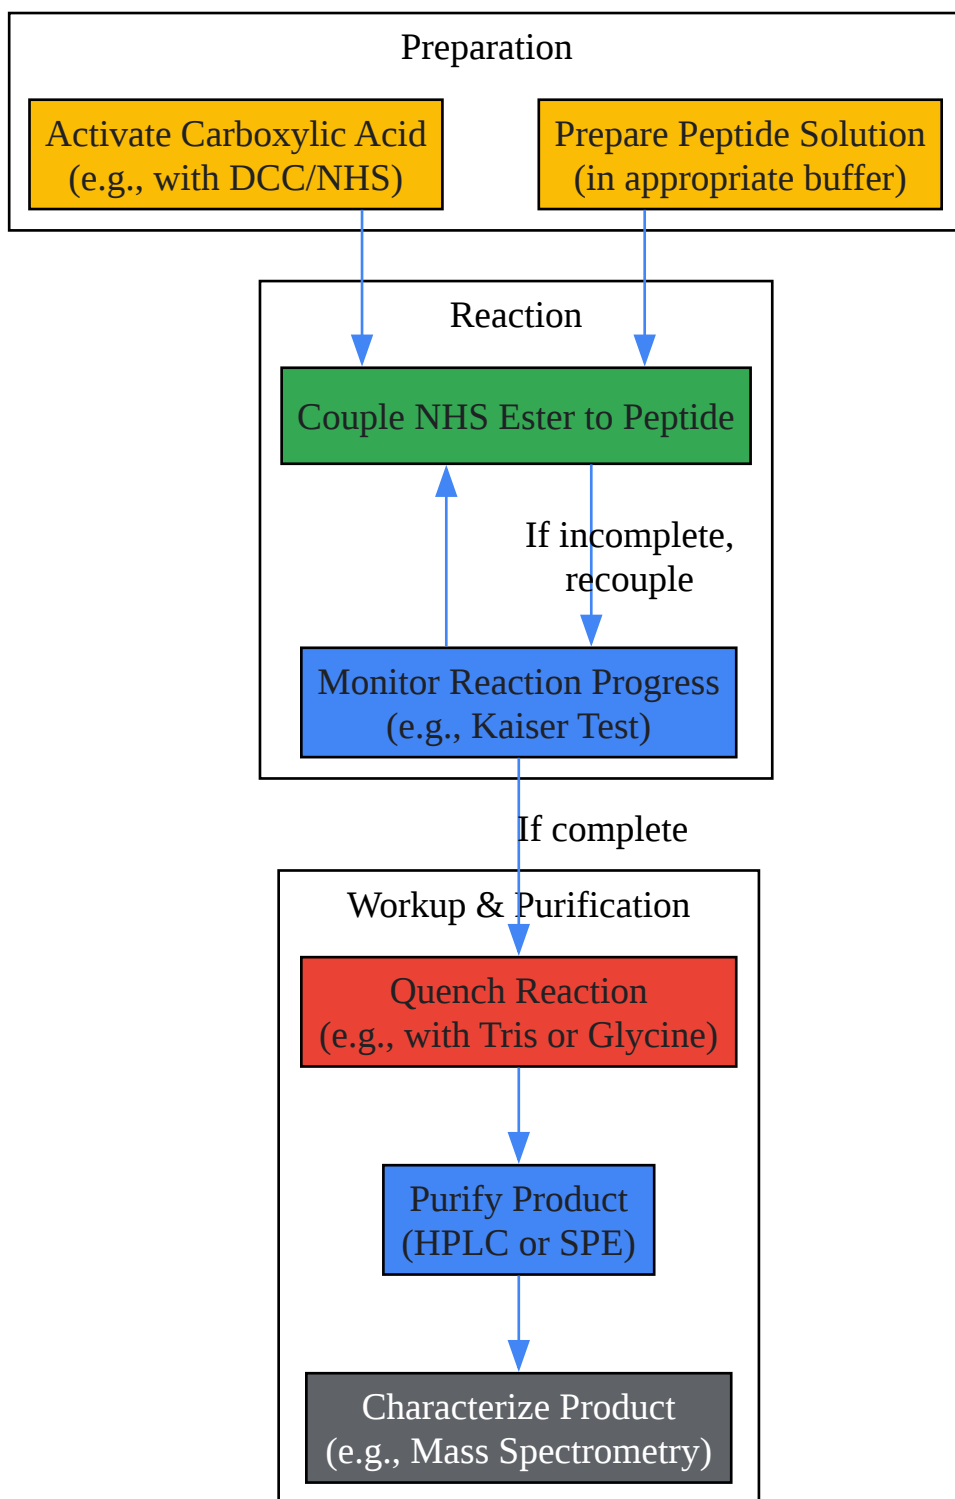 Preparation
Activate Carboxylic Acid
(e.g., with DCC/NHS)
Prepare Peptide Solution
(in appropriate buffer)
Reaction
Couple NHS Ester to Peptide
If incomplete,
recouple
Monitor Reaction Progress
(e.g., Kaiser Test)
If complete
Workup & Purification
Quench Reaction
(e.g., with Tris or Glycine)
Purify Product
(HPLC or SPE)
Characterize Product
(e.g., Mass Spectrometry)